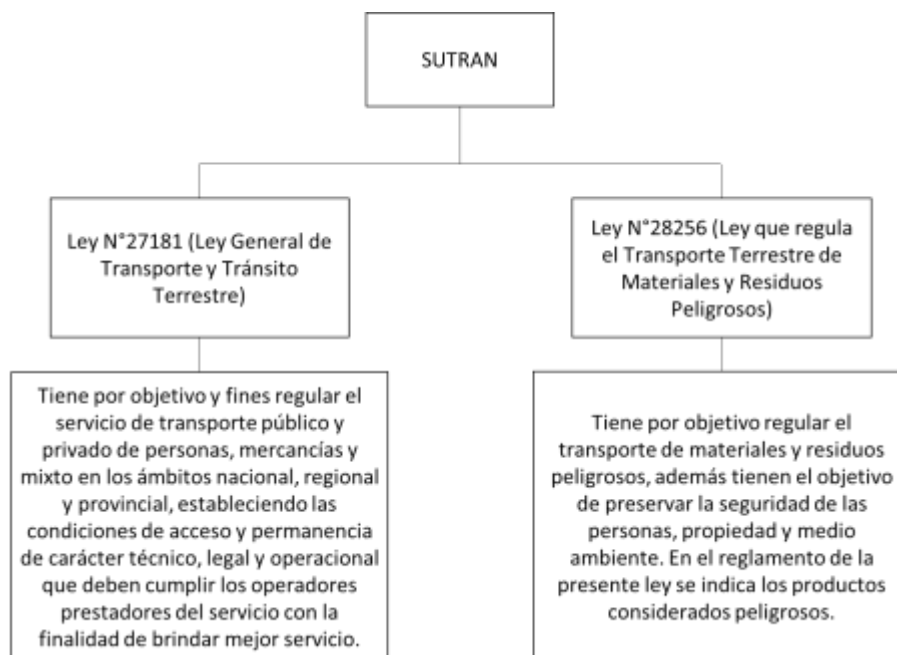 SUTRAN
Ley N°27181 (Ley General de
Transporte y Tránsito
Terrestre)
Ley N°28256 (Ley que regula
el Transporte Terrestre de
Materiales y Residuos
Peligrosos)
Tiene por objetivo y fines regular el
servicio de transporte público y
privado de personas, mercancías y
mixto en los ámbitos nacional, regional
y provincial, estableciendo las
condiciones de acceso y permanencia
de carácter técnico, legal y operacional
que deben cumplir los operadores
prestadores del servicio con la
finalidad de brindar mejor servicio.
Tiene por objetivo regular el
transporte de materiales y residuos
peligrosos, además tienen el objetivo
de preservar la seguridad de las
personas, propiedad y medio
ambiente. En el reglamento de la
presente ley se indica los productos
considerados peligrosos.